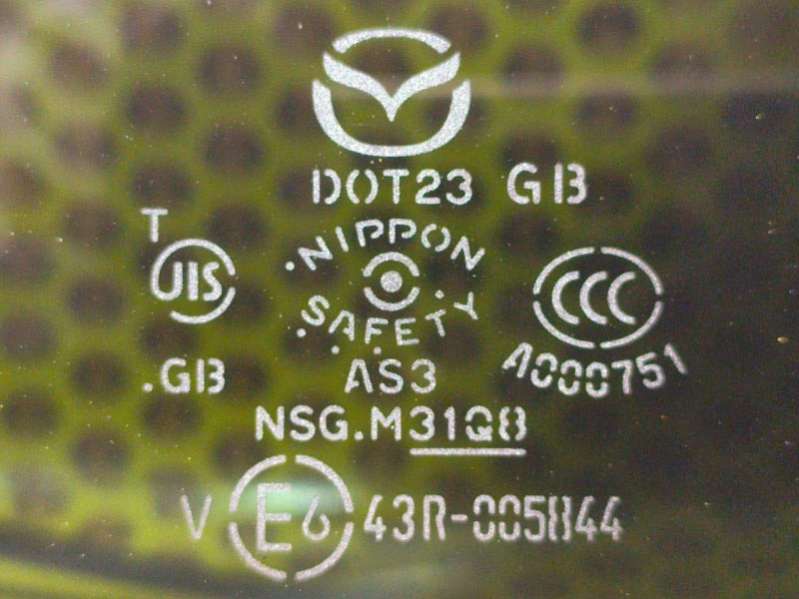 DOT23 GB
T
JIS
.NIPPON
SAFETY
CCC
A000751
.GB
AS3
NSG.M31Q8
V E6 43R-005844